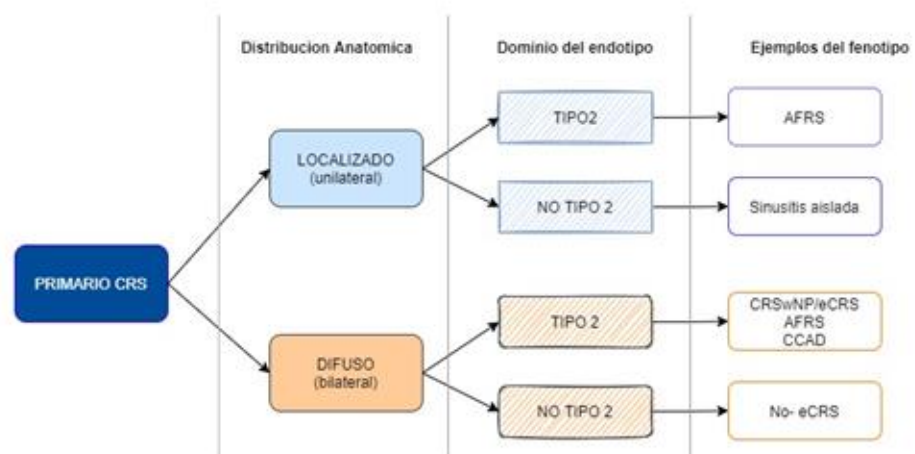 Distribucion Anatomica
Dominio del endotipo
Ejemplos del fenotipo
TIPO2
AFRS
LOCALIZADO
(unilateral)
NO TIPO 2
Sinusitis aislada
PRIMARIO CRS
TIPO 2
CRSwNP/eCRS
AFRS
CCAD
DIFUSO
(bilateral)
NO TIPO 2
No- eCRS